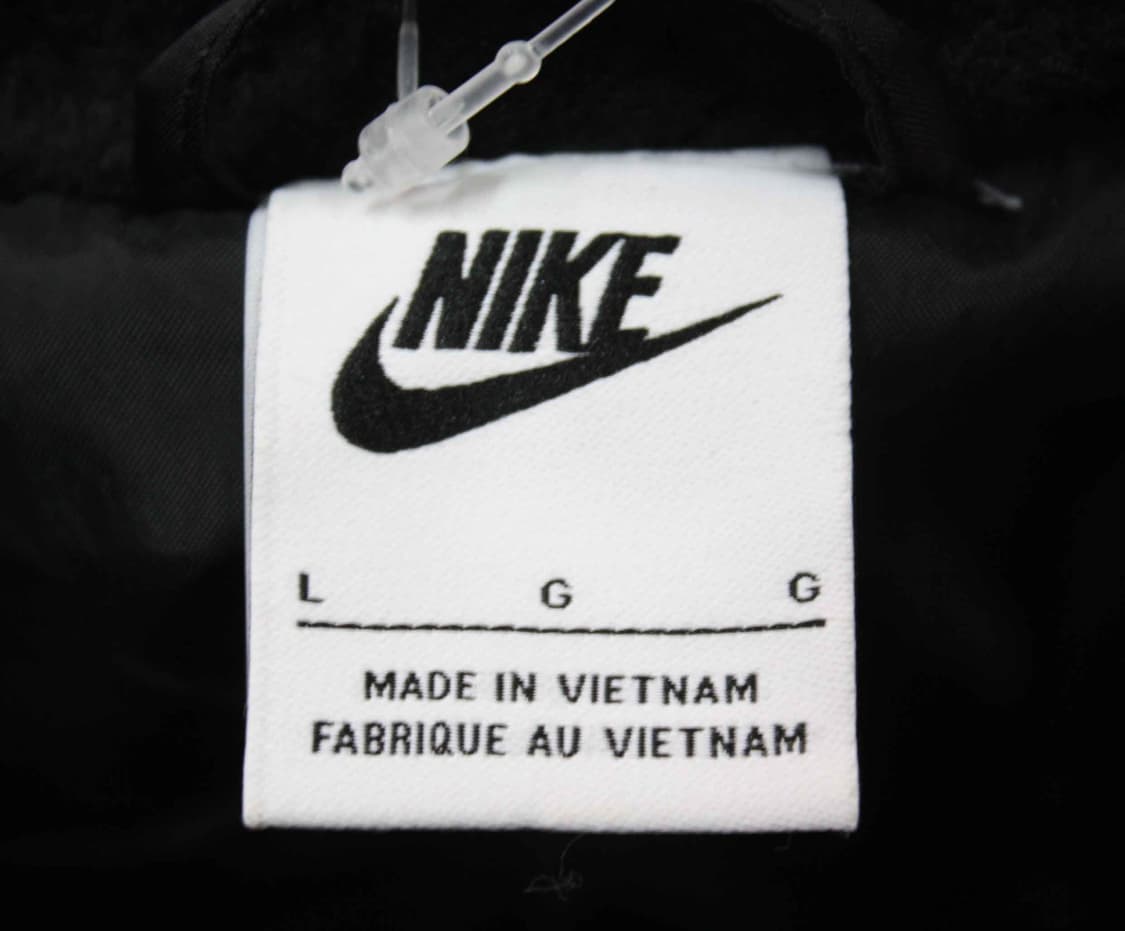 NIKE
L G G
MADE IN VIETNAM
FABRIQUE AU VIETNAM